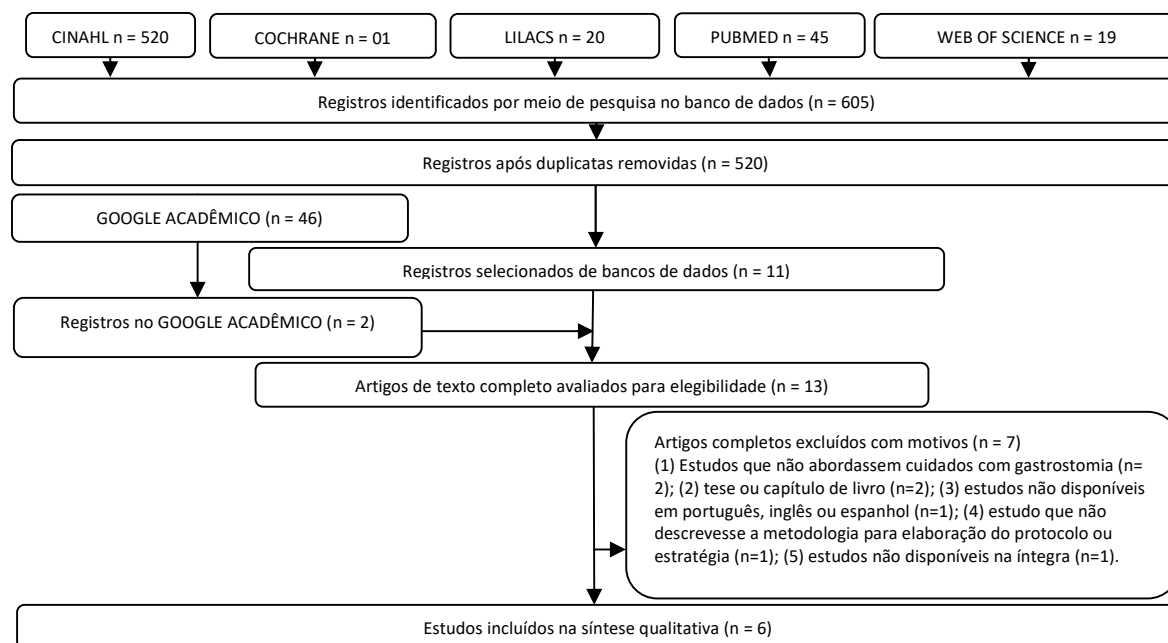 CINAHL n = 520
COCHRANE n = 01
LILACS n = 20
PUBMED n = 45
WEB OF SCIENCE n = 19
Registros identificados por meio de pesquisa no banco de dados (n = 605)
Registros após duplicatas removidas (n = 520)
GOOGLE ACADÊMICO (n = 46)
Registros selecionados de bancos de dados (n = 11)
Registros no GOOGLE ACADÊMICO (n = 2)
Artigos de texto completo avaliados para elegibilidade (n = 13)
Artigos completos excluídos com motivos (n = 7)
(1) Estudos que não abordassem cuidados com gastrostomia (n=
2); (2) tese ou capítulo de livro (n=2); (3) estudos não disponíveis
em português, inglês ou espanhol (n=1); (4) estudo que não
descrevesse a metodologia para elaboração do protocolo ou
estratégia (n=1); (5) estudos não disponíveis na íntegra (n=1).
Estudos incluídos na síntese qualitativa (n = 6)